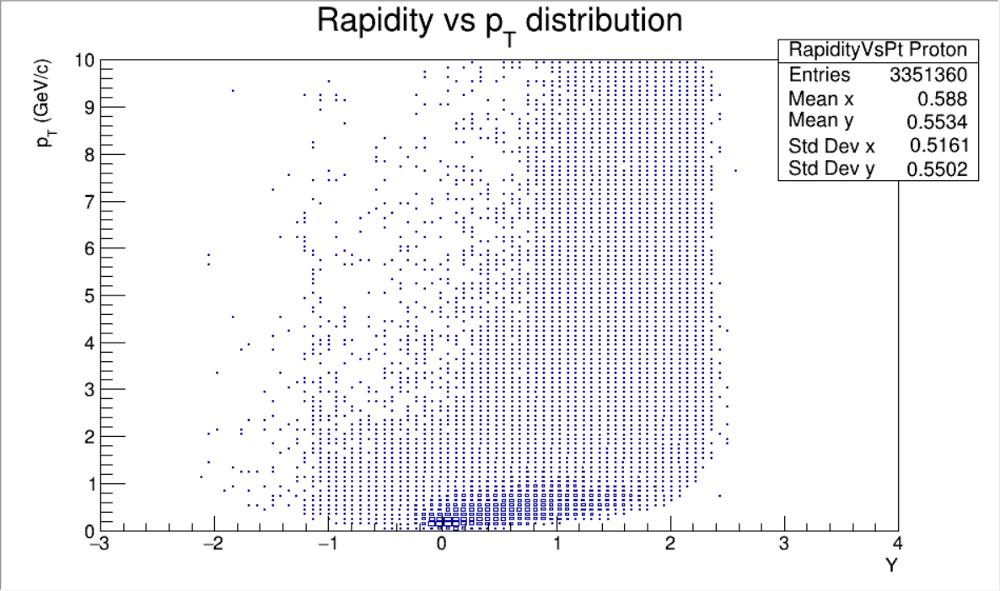 Rapidity vs p_T distribution
RapidityVsPt Proton
Entries 3351360
Mean x 0.588
Mean y 0.5534
Std Dev x 0.5161
Std Dev y 0.5502
p_T (GeV/c)
10
9
8
7
6
5
4
3
2
1
0
−3 −2 −1 0 1 2 3 4
Y